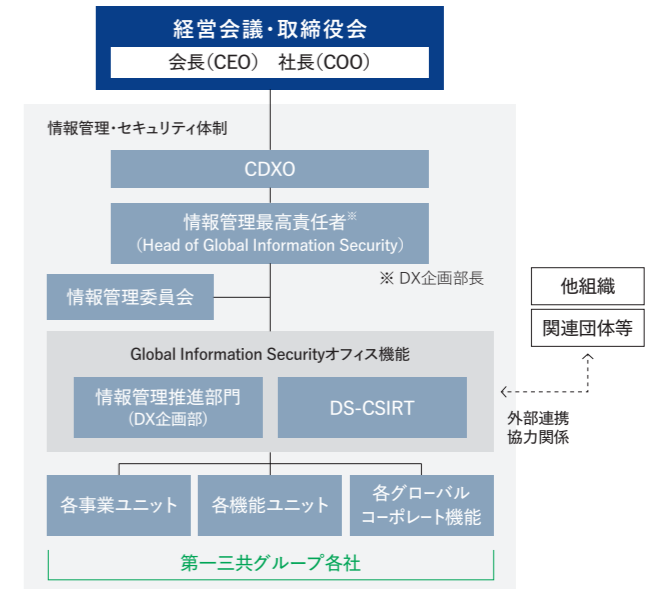 経営会議・取締役会
会長(CEO) 社長(COO)
情報管理・セキュリティ体制
CDXO
情報管理最高責任者※
(Head of Global Information Security)
※ DX企画部長
情報管理委員会
他組織
関連団体等
Global Information Securityオフィス機能
情報管理推進部門
(DX企画部)
DS-CSIRT
外部連携
協力関係
各事業ユニット
各機能ユニット
各グローバル
コーポレート機能
第一三共グループ各社